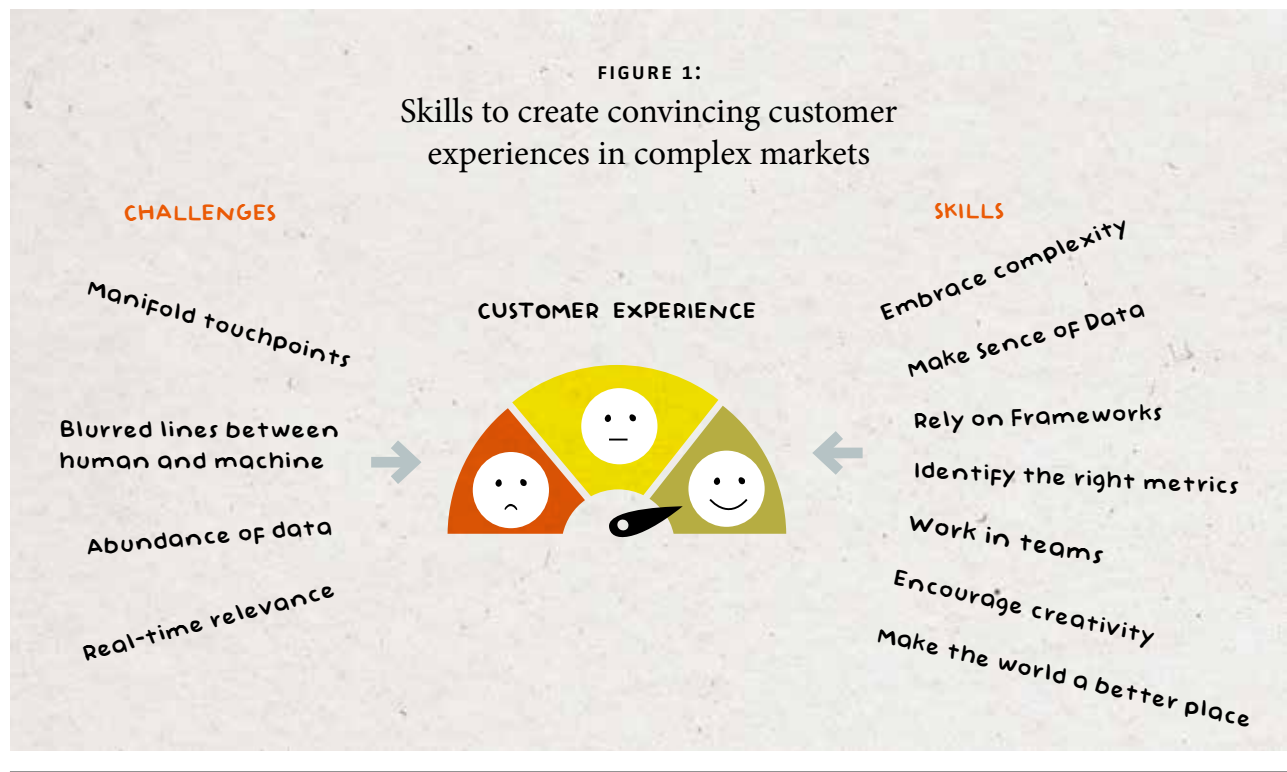 FIGURE 1:
Skills to create convincing customer
experiences in complex markets
CHALLENGES
Manifold touchpoints
Blurred lines between
human and machine
Abundance of data
Real-time relevance
CUSTOMER EXPERIENCE
SKILLS
Embrace complexity
Make Sence of Data
Rely on Frameworks
Identify the right metrics
Work in teams
Encourage creativity
Make the world a better place